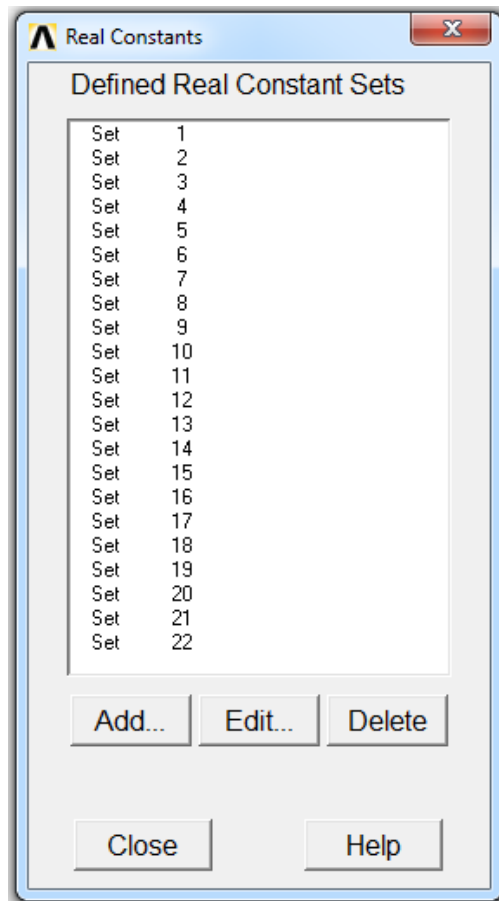 Real Constants
Defined Real Constant Sets
Set 1
Set 2
Set 3
Set 4
Set 5
Set 6
Set 7
Set 8
Set 9
Set 10
Set 11
Set 12
Set 13
Set 14
Set 15
Set 16
Set 17
Set 18
Set 19
Set 20
Set 21
Set 22
Add... Edit... Delete
Close Help